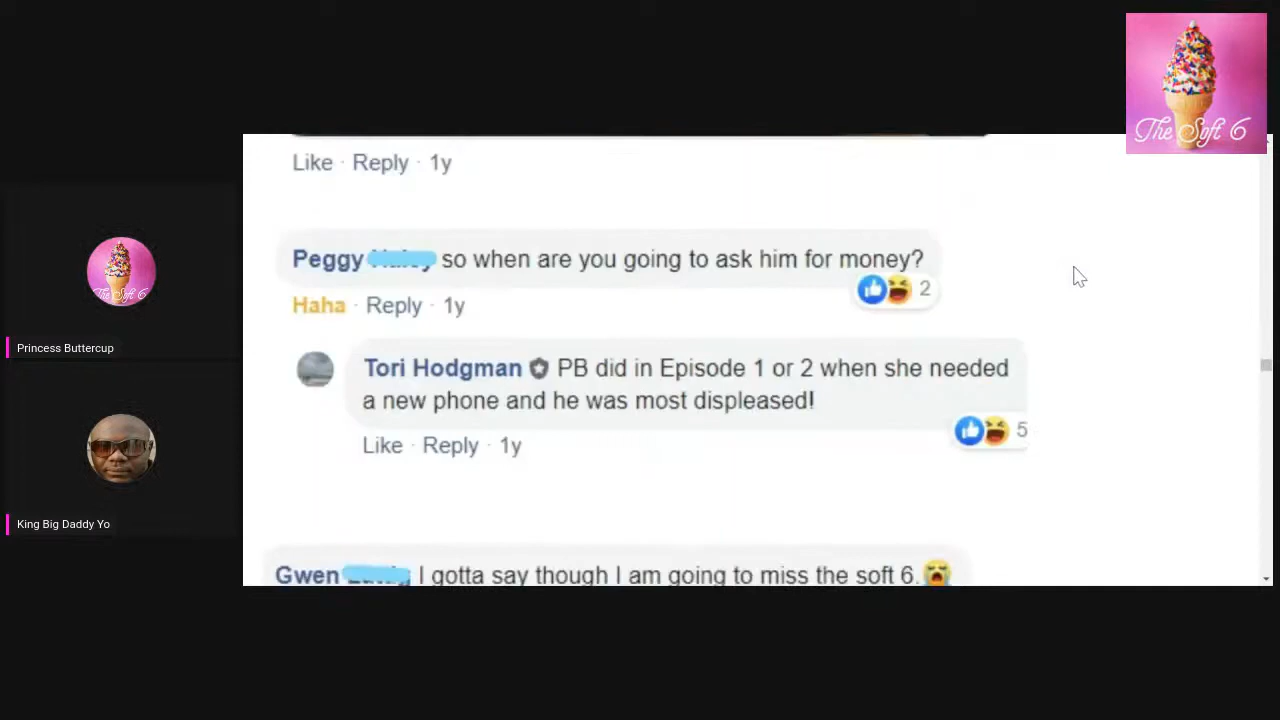 The Soft 6
Like · Reply · 1y
Peggy so when are you going to ask him for money?
2
Haha · Reply · 1y
The Soft 6
Princess Buttercup
Tori Hodgman PB did in Episode 1 or 2 when she needed
a new phone and he was most displeased!
5
Like · Reply · 1y
King Big Daddy Yo
Gwen I gotta say though I am going to miss the soft 6.😭